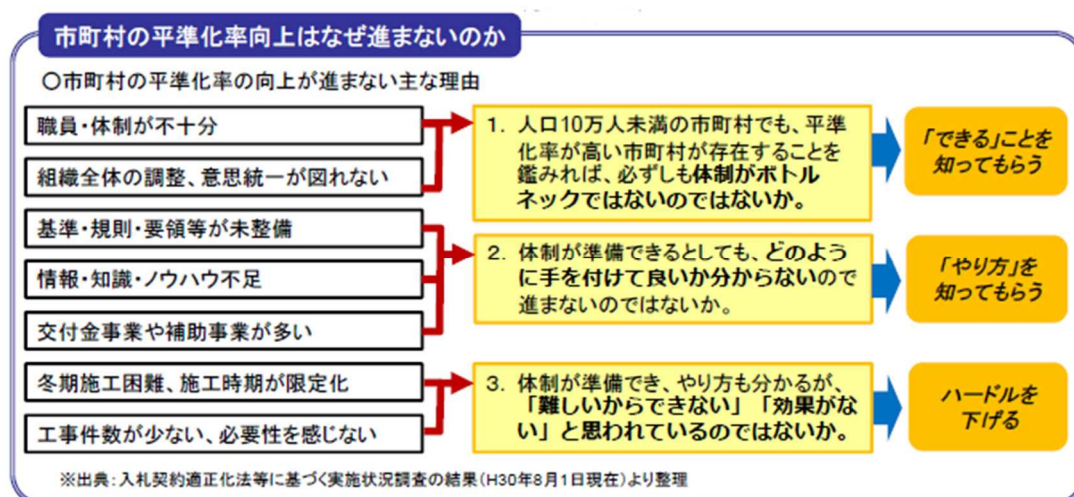 市町村の平準化率向上はなぜ進まないのか
○市町村の平準化率の向上が進まない主な理由
職員・体制が不十分
組織全体の調整、意思統一が図れない
基準・規則・要領等が未整備
情報・知識・ノウハウ不足
交付金事業や補助事業が多い
冬期施工困難、施工時期が限定化
工事件数が少ない、必要性を感じない
1. 人口10万人未満の市町村でも、平準
化率が高い市町村が存在することを
鑑みれば、必ずしも体制がボトル
ネックではないのではないか。
2. 体制が準備できるとしても、どのよう
に手を付けて良いか分からないので
進まないのではないか。
3. 体制が準備でき、やり方も分かるが、
「難しいからできない」「効果がな
い」と思われているのではないか。
「できる」ことを
知ってもらう
「やり方」を
知ってもらう
ハードルを
下げる
※出典：入札契約適正化法等に基づく実施状況調査の結果(H30年8月1日現在)より整理